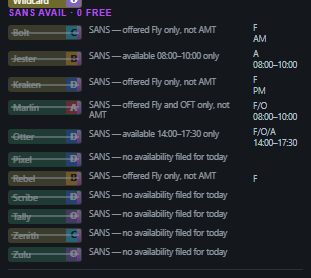 Wildcard
SANS AVAIL · 0 FREE
Bolt C SANS — offered Fly only, not AMT F
AM
Jester B SANS — available 08:00–10:00 only A
08:00–10:00
Kraken D SANS — offered Fly only, not AMT F
PM
Marlin A SANS — offered Fly and OFT only, not F/O
AMT 08:00–10:00
Otter D SANS — available 14:00–17:30 only F/O/A
14:00–17:30
Pixel D SANS — no availability filed for today
Rebel B SANS — offered Fly only, not AMT F
Scribe D SANS — no availability filed for today
Tally SANS — no availability filed for today
Zenith C SANS — no availability filed for today
Zulu SANS — no availability filed for today